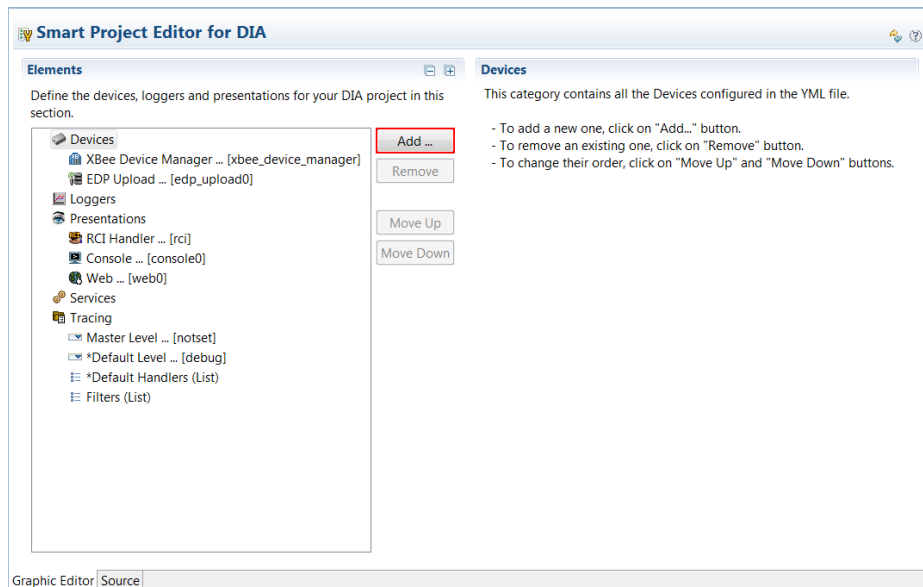 Smart Project Editor for DIA
Elements
Define the devices, loggers and presentations for your DIA project in this
section.
Devices
XBee Device Manager ... [xbee_device_manager]
EDP Upload ... [edp_upload0]
Loggers
Presentations
RCI Handler ... [rci]
Console ... [console0]
Web ... [web0]
Services
Tracing
Master Level ... [notset]
*Default Level ... [debug]
*Default Handlers (List)
Filters (List)
Add ...
Remove
Move Up
Move Down
Devices
This category contains all the Devices configured in the YML file.
- To add a new one, click on "Add..." button.
- To remove an existing one, click on "Remove" button.
- To change their order, click on "Move Up" and "Move Down" buttons.
Graphic Editor
Source